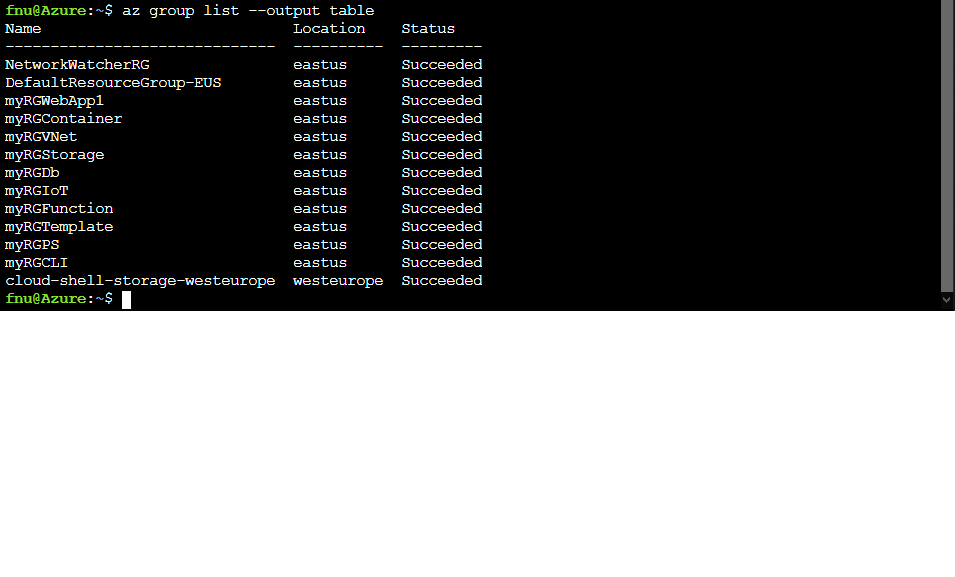 fnu@Azure:~$ az group list --output table
Name                            Location    Status
------------------------------  ----------  ---------
NetworkWatcherRG                eastus      Succeeded
DefaultResourceGroup-EUS        eastus      Succeeded
myRGWebApp1                     eastus      Succeeded
myRGContainer                   eastus      Succeeded
myRGVNet                        eastus      Succeeded
myRGStorage                     eastus      Succeeded
myRGDb                          eastus      Succeeded
myRGIoT                         eastus      Succeeded
myRGFunction                    eastus      Succeeded
myRGTemplate                    eastus      Succeeded
myRGPS                          eastus      Succeeded
myRGCLI                         eastus      Succeeded
cloud-shell-storage-westeurope  westeurope  Succeeded
fnu@Azure:~$